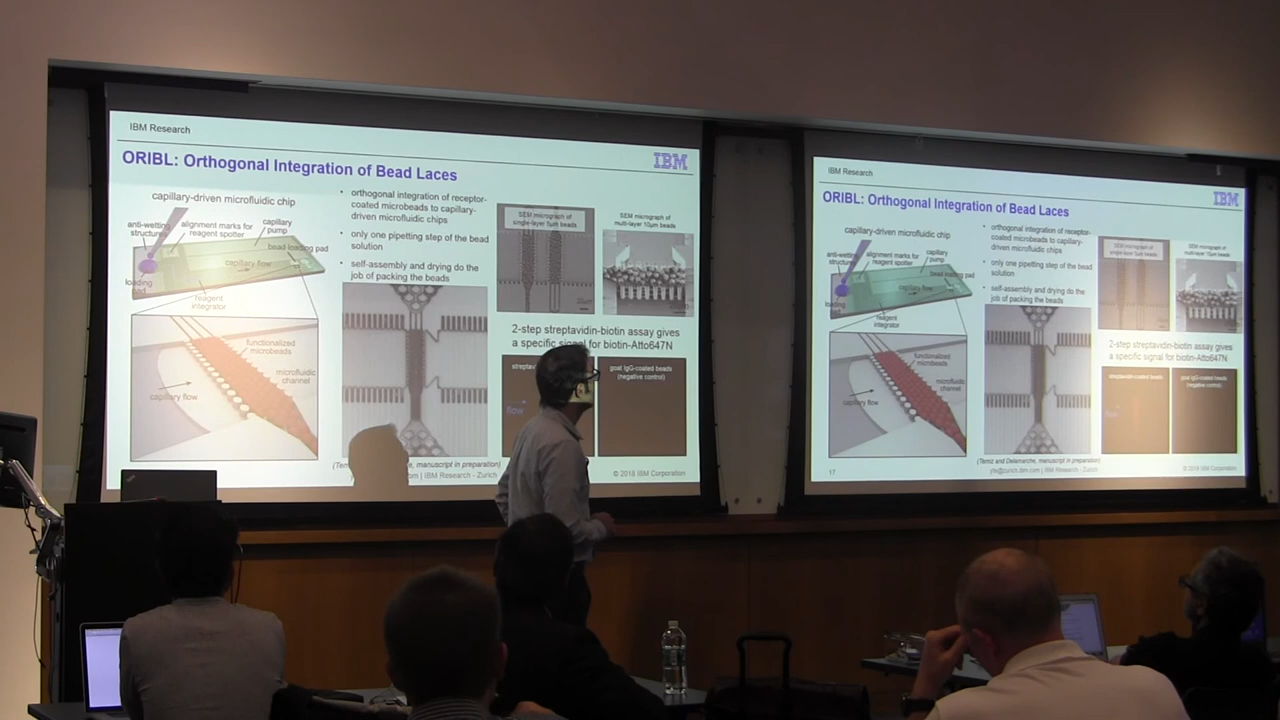 IBM Research
IBM
ORIBL: Orthogonal Integration of Bead Laces
capillary-driven microfluidic chip
anti-wetting
structures
alignment marks for
reagent spotter
capillary
pump
bead loading pad
capillary flow
loading
pad
reagent
integrator
functionalized
microbeads
microfluidic
channel
capillary flow
• orthogonal integration of receptor-
coated microbeads to capillary-
driven microfluidic chips
• only one pipetting step of the bead
solution
• self-assembly and drying do the
job of packing the beads
SEM micrograph of
single-layer 5µm beads
SEM micrograph of
multi-layer 10µm beads
2-step streptavidin-biotin assay gives
a specific signal for biotin-Atto647N
flow
goat IgG-coated beads
(negative control)
manuscript in preparation)
| IBM Research - Zurich
© 2018 IBM Corporation
IBM Research
IBM
ORIBL: Orthogonal Integration of Bead Laces
capillary-driven microfluidic chip
anti-wetting
structures
alignment marks for
reagent spotter
capillary
pump
bead loading pad
capillary flow
loading
pad
reagent
integrator
functionalized
microbeads
microfluidic
channel
capillary flow
• orthogonal integration of receptor-
coated microbeads to capillary-
driven microfluidic chips
• only one pipetting step of the bead
solution
• self-assembly and drying do the
job of packing the beads
SEM micrograph of
single-layer 5µm beads
SEM micrograph of
multi-layer 10µm beads
2-step streptavidin-biotin assay gives
a specific signal for biotin-Atto647N
streptavidin-coated beads
flow
goat IgG-coated beads
(negative control)
(Temiz and Delamarche, manuscript in preparation)
17
yte@zurich.ibm.com | IBM Research - Zurich
© 2018 IBM Corporation